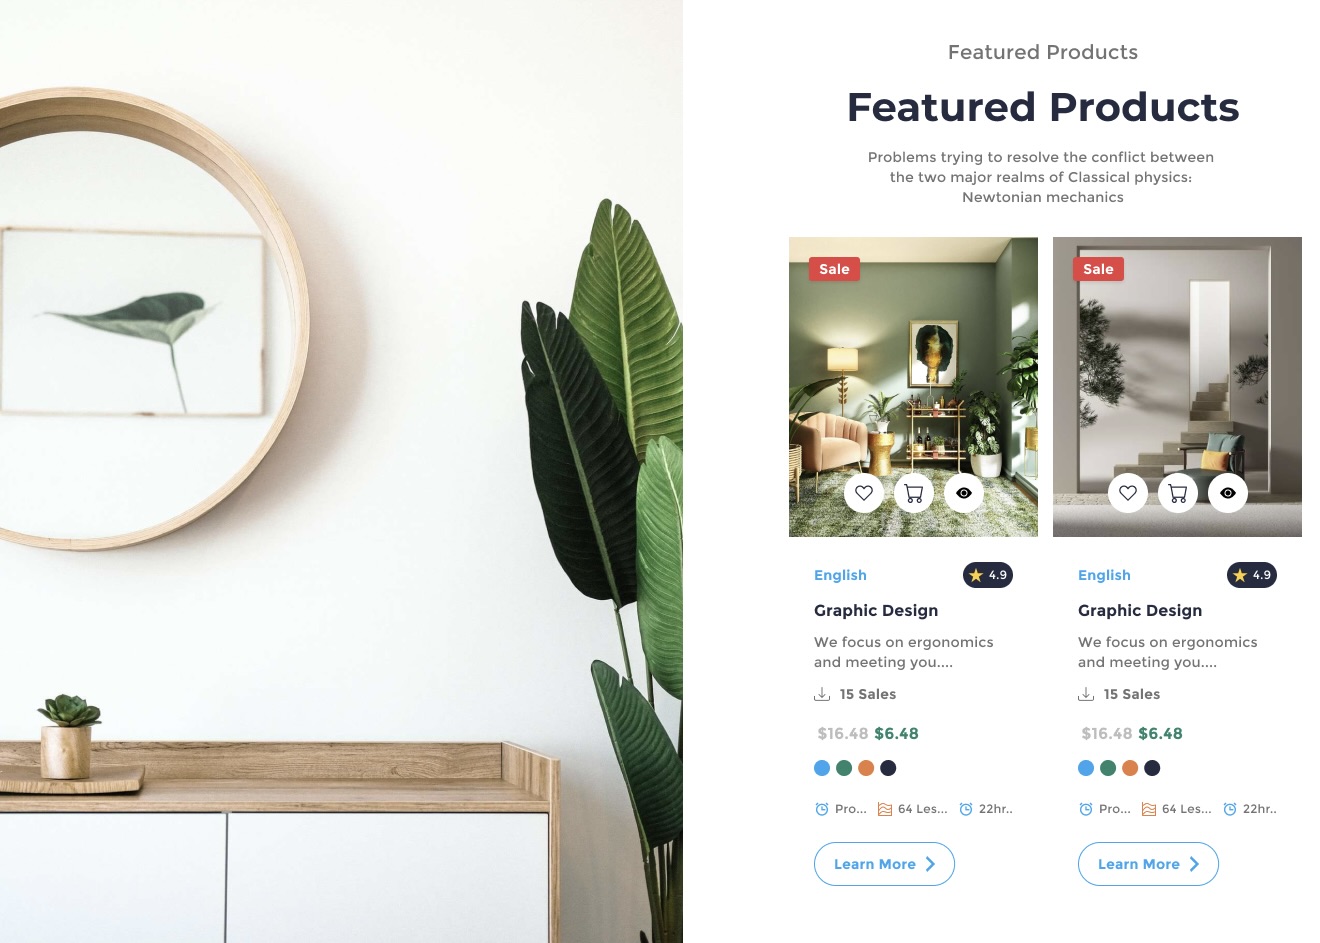 Featured Products
Featured Products
Problems trying to resolve the conflict between
the two major realms of Classical physics:
Newtonian mechanics
Sale
English
4.9
Graphic Design
We focus on ergonomics
and meeting you....
15 Sales
$16.48 $6.48
Pro...
64 Les...
22hr..
Learn More
Sale
English
4.9
Graphic Design
We focus on ergonomics
and meeting you....
15 Sales
$16.48 $6.48
Pro...
64 Les...
22hr..
Learn More